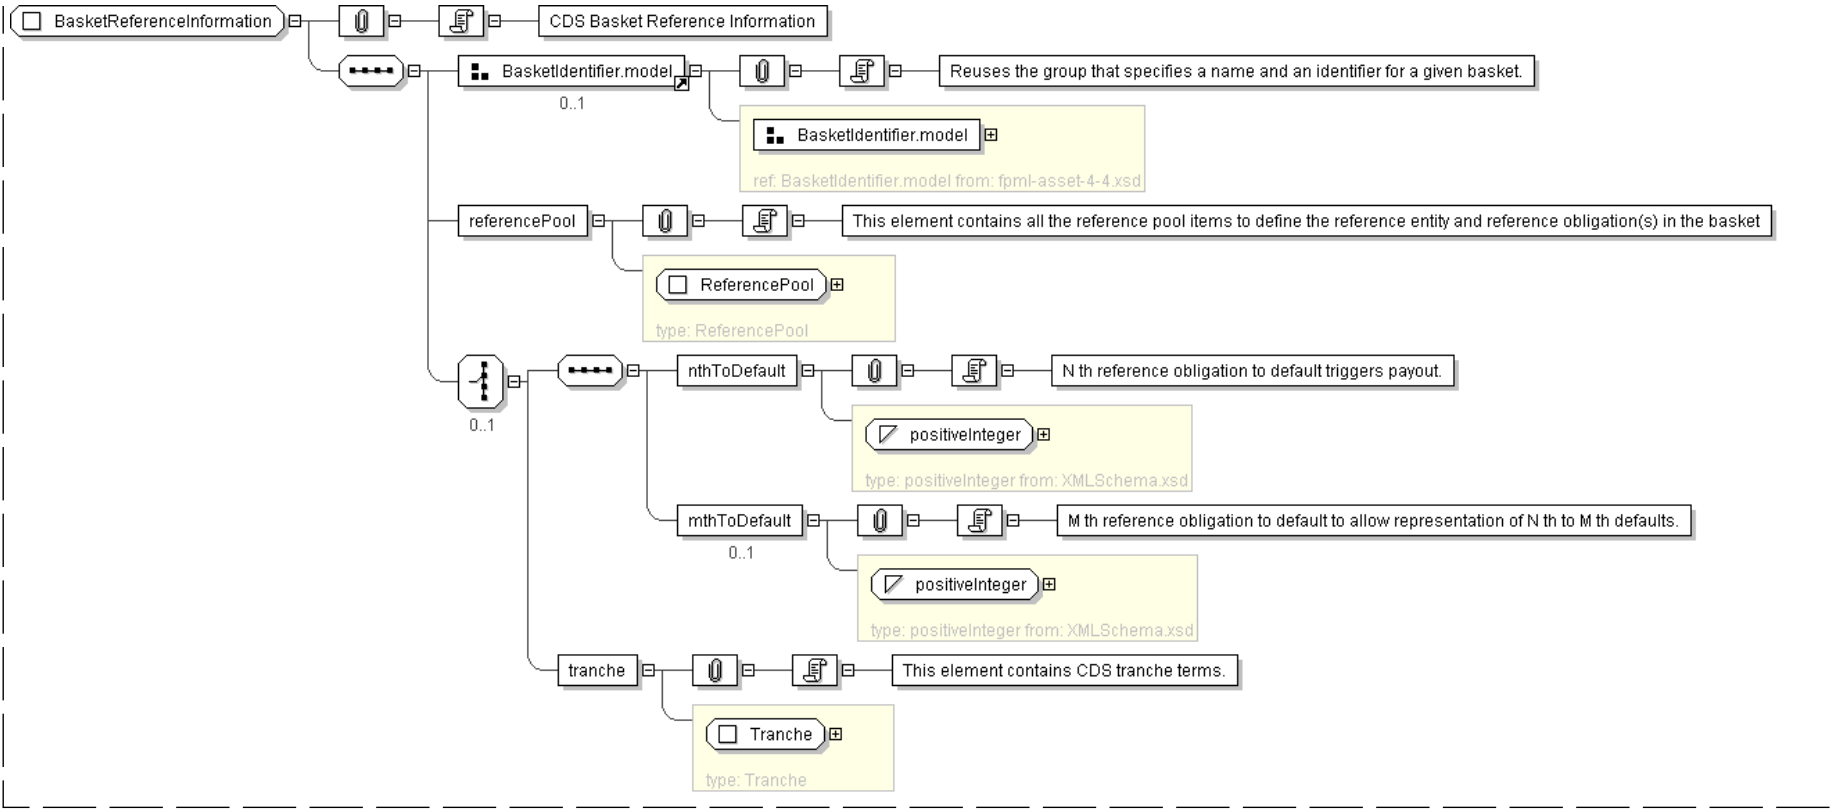 BasketReferenceInformation
CDS Basket Reference Information
BasketIdentifier.model
Reuses the group that specifies a name and an identifier for a given basket.
0..1
BasketIdentifier.model
ref: BasketIdentifier.model from: fpml-asset-4-4.xsd
referencePool
This element contains all the reference pool items to define the reference entity and reference obligation(s) in the basket
ReferencePool
type: ReferencePool
0..1
nthToDefault
N th reference obligation to default triggers payout.
positiveInteger
type: positiveInteger from: XMLSchema.xsd
mthToDefault
M th reference obligation to default to allow representation of N th to M th defaults.
0..1
positiveInteger
type: positiveInteger from: XMLSchema.xsd
tranche
This element contains CDS tranche terms.
Tranche
type: Tranche